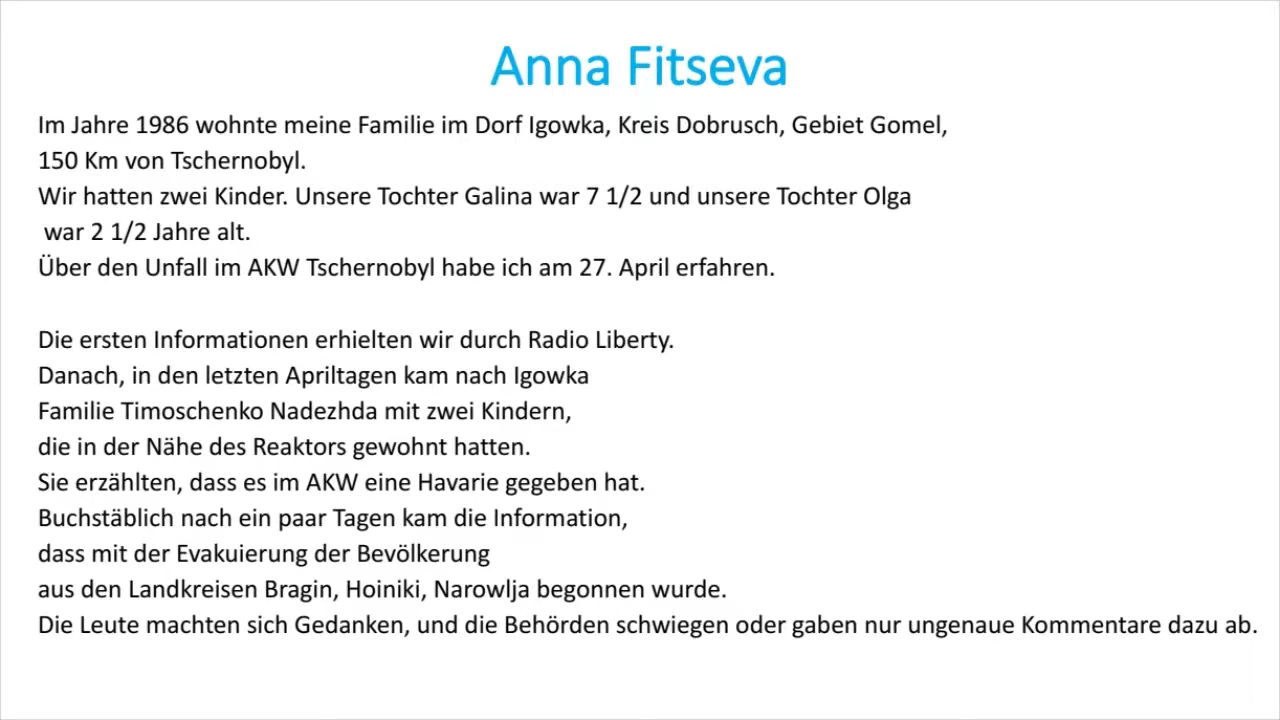 Anna Fitseva
Im Jahre 1986 wohnte meine Familie im Dorf Igowka, Kreis Dobrusch, Gebiet Gomel,
150 Km von Tschernobyl.
Wir hatten zwei Kinder. Unsere Tochter Galina war 7 1/2 und unsere Tochter Olga
war 2 1/2 Jahre alt.
Über den Unfall im AKW Tschernobyl habe ich am 27. April erfahren.
Die ersten Informationen erhielten wir durch Radio Liberty.
Danach, in den letzten Apriltagen kam nach Igowka
Familie Timoschenko Nadezhda mit zwei Kindern,
die in der Nähe des Reaktors gewohnt hatten.
Sie erzählten, dass es im AKW eine Havarie gegeben hat.
Buchstäblich nach ein paar Tagen kam die Information,
dass mit der Evakuierung der Bevölkerung
aus den Landkreisen Bragin, Hoiniki, Narowlja begonnen wurde.
Die Leute machten sich Gedanken, und die Behörden schwiegen oder gaben nur ungenaue Kommentare dazu ab.